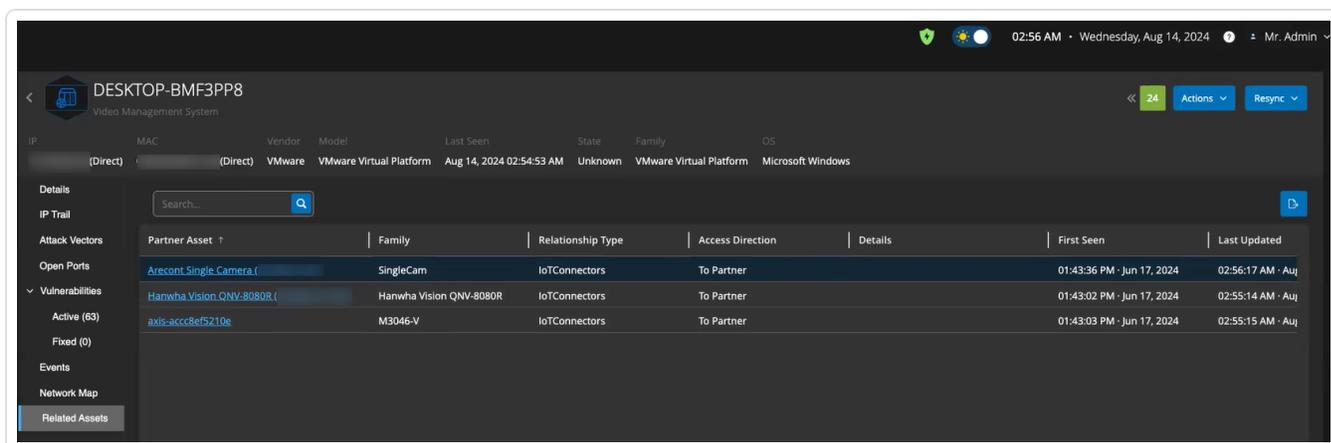 02:56 AM · Wednesday, Aug 14, 2024 ? Mr. Admin
DESKTOP-BMF3PP8
Video Management System
24 Actions Resync
IP MAC Vendor Model Last Seen State Family OS
(Direct) (Direct) VMware VMware Virtual Platform Aug 14, 2024 02:54:53 AM Unknown VMware Virtual Platform Microsoft Windows
Details
IP Trail
Attack Vectors
Open Ports
Vulnerabilities
Active (63)
Fixed (0)
Events
Network Map
Related Assets
Search...
Partner Asset ↑ Family Relationship Type Access Direction Details First Seen Last Updated
Arecont Single Camera ( SingleCam IoTConnectors To Partner 01:43:36 PM · Jun 17, 2024 02:56:17 AM · Aug
Hanwha Vision QNV-8080R ( Hanwha Vision QNV-8080R IoTConnectors To Partner 01:43:02 PM · Jun 17, 2024 02:55:14 AM · Aug
axis-accc8ef5210e M3046-V IoTConnectors To Partner 01:43:03 PM · Jun 17, 2024 02:55:15 AM · Aug